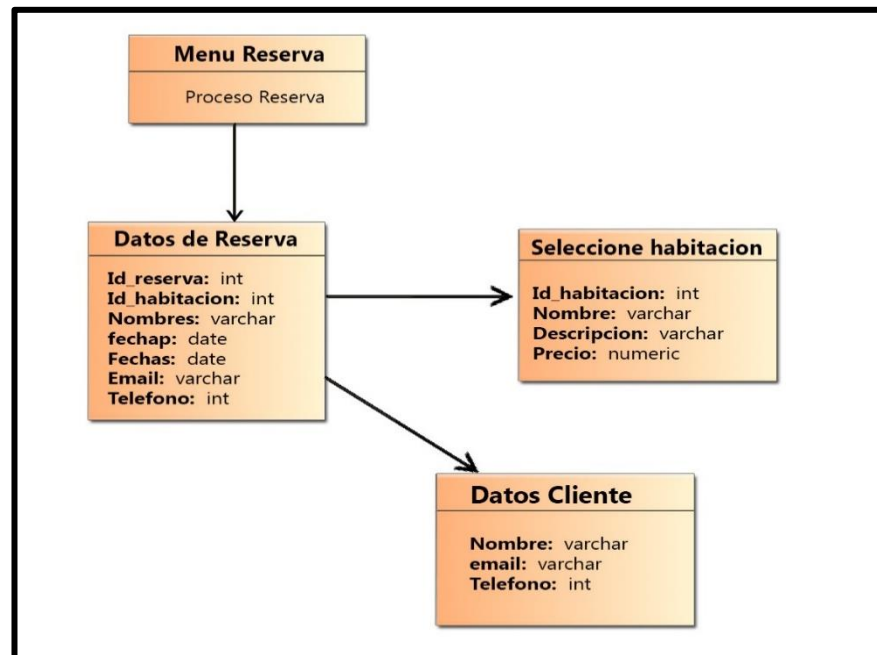 Menu Reserva
Proceso Reserva
Datos de Reserva
Id_reserva: int
Id_habitacion: int
Nombres: varchar
fechap: date
Fechas: date
Email: varchar
Telefono: int
Seleccione habitacion
Id_habitacion: int
Nombre: varchar
Descripcion: varchar
Precio: numeric
Datos Cliente
Nombre: varchar
email: varchar
Telefono: int